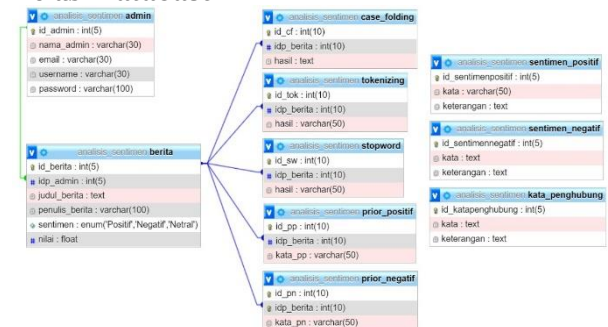 analisis_sentimen admin
id_admin : int(5)
nama_admin : varchar(30)
email : varchar(30)
username : varchar(30)
password : varchar(100)
analisis_sentimen berita
id_berita : int(5)
idp_admin : int(5)
judul_berita : text
penulis_berita : varchar(100)
sentimen : enum('Positif','Negatif','Netral')
nilai : float
analisis_sentimen case_folding
id_cf : int(10)
idp_berita : int(10)
hasil : text
analisis_sentimen tokenizing
id_tok : int(10)
idp_berita : int(10)
hasil : varchar(50)
analisis_sentimen stopword
id_sw : int(10)
idp_berita : int(10)
hasil : varchar(50)
analisis_sentimen prior_positif
id_pp : int(10)
idp_berita : int(10)
kata_pp : varchar(50)
analisis_sentimen prior_negatif
id_pn : int(10)
idp_berita : int(10)
kata_pn : varchar(50)
analisis_sentimen sentimen_positif
id_sentimenpositif : int(5)
kata : varchar(50)
keterangan : text
analisis_sentimen sentimen_negatif
id_sentimennegatif : int(5)
kata : text
keterangan : text
analisis_sentimen kata_penghubung
id_katapenghubung : int(5)
kata : text
keterangan : text